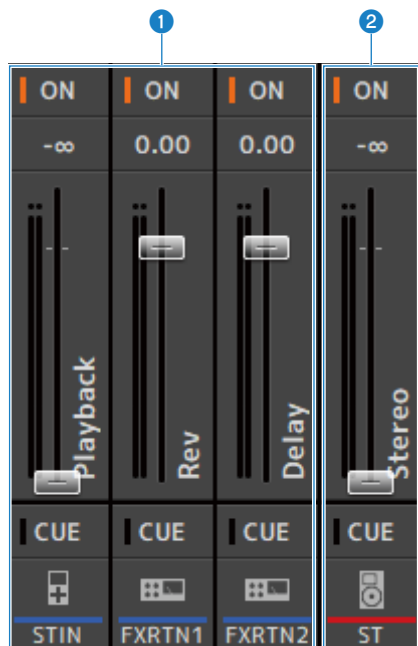 1 2
ON ON ON ON
-∞ 0.00 0.00 -∞
Playback Rev Delay Stereo
CUE CUE CUE CUE
STIN FXRTN1 FXRTN2 ST